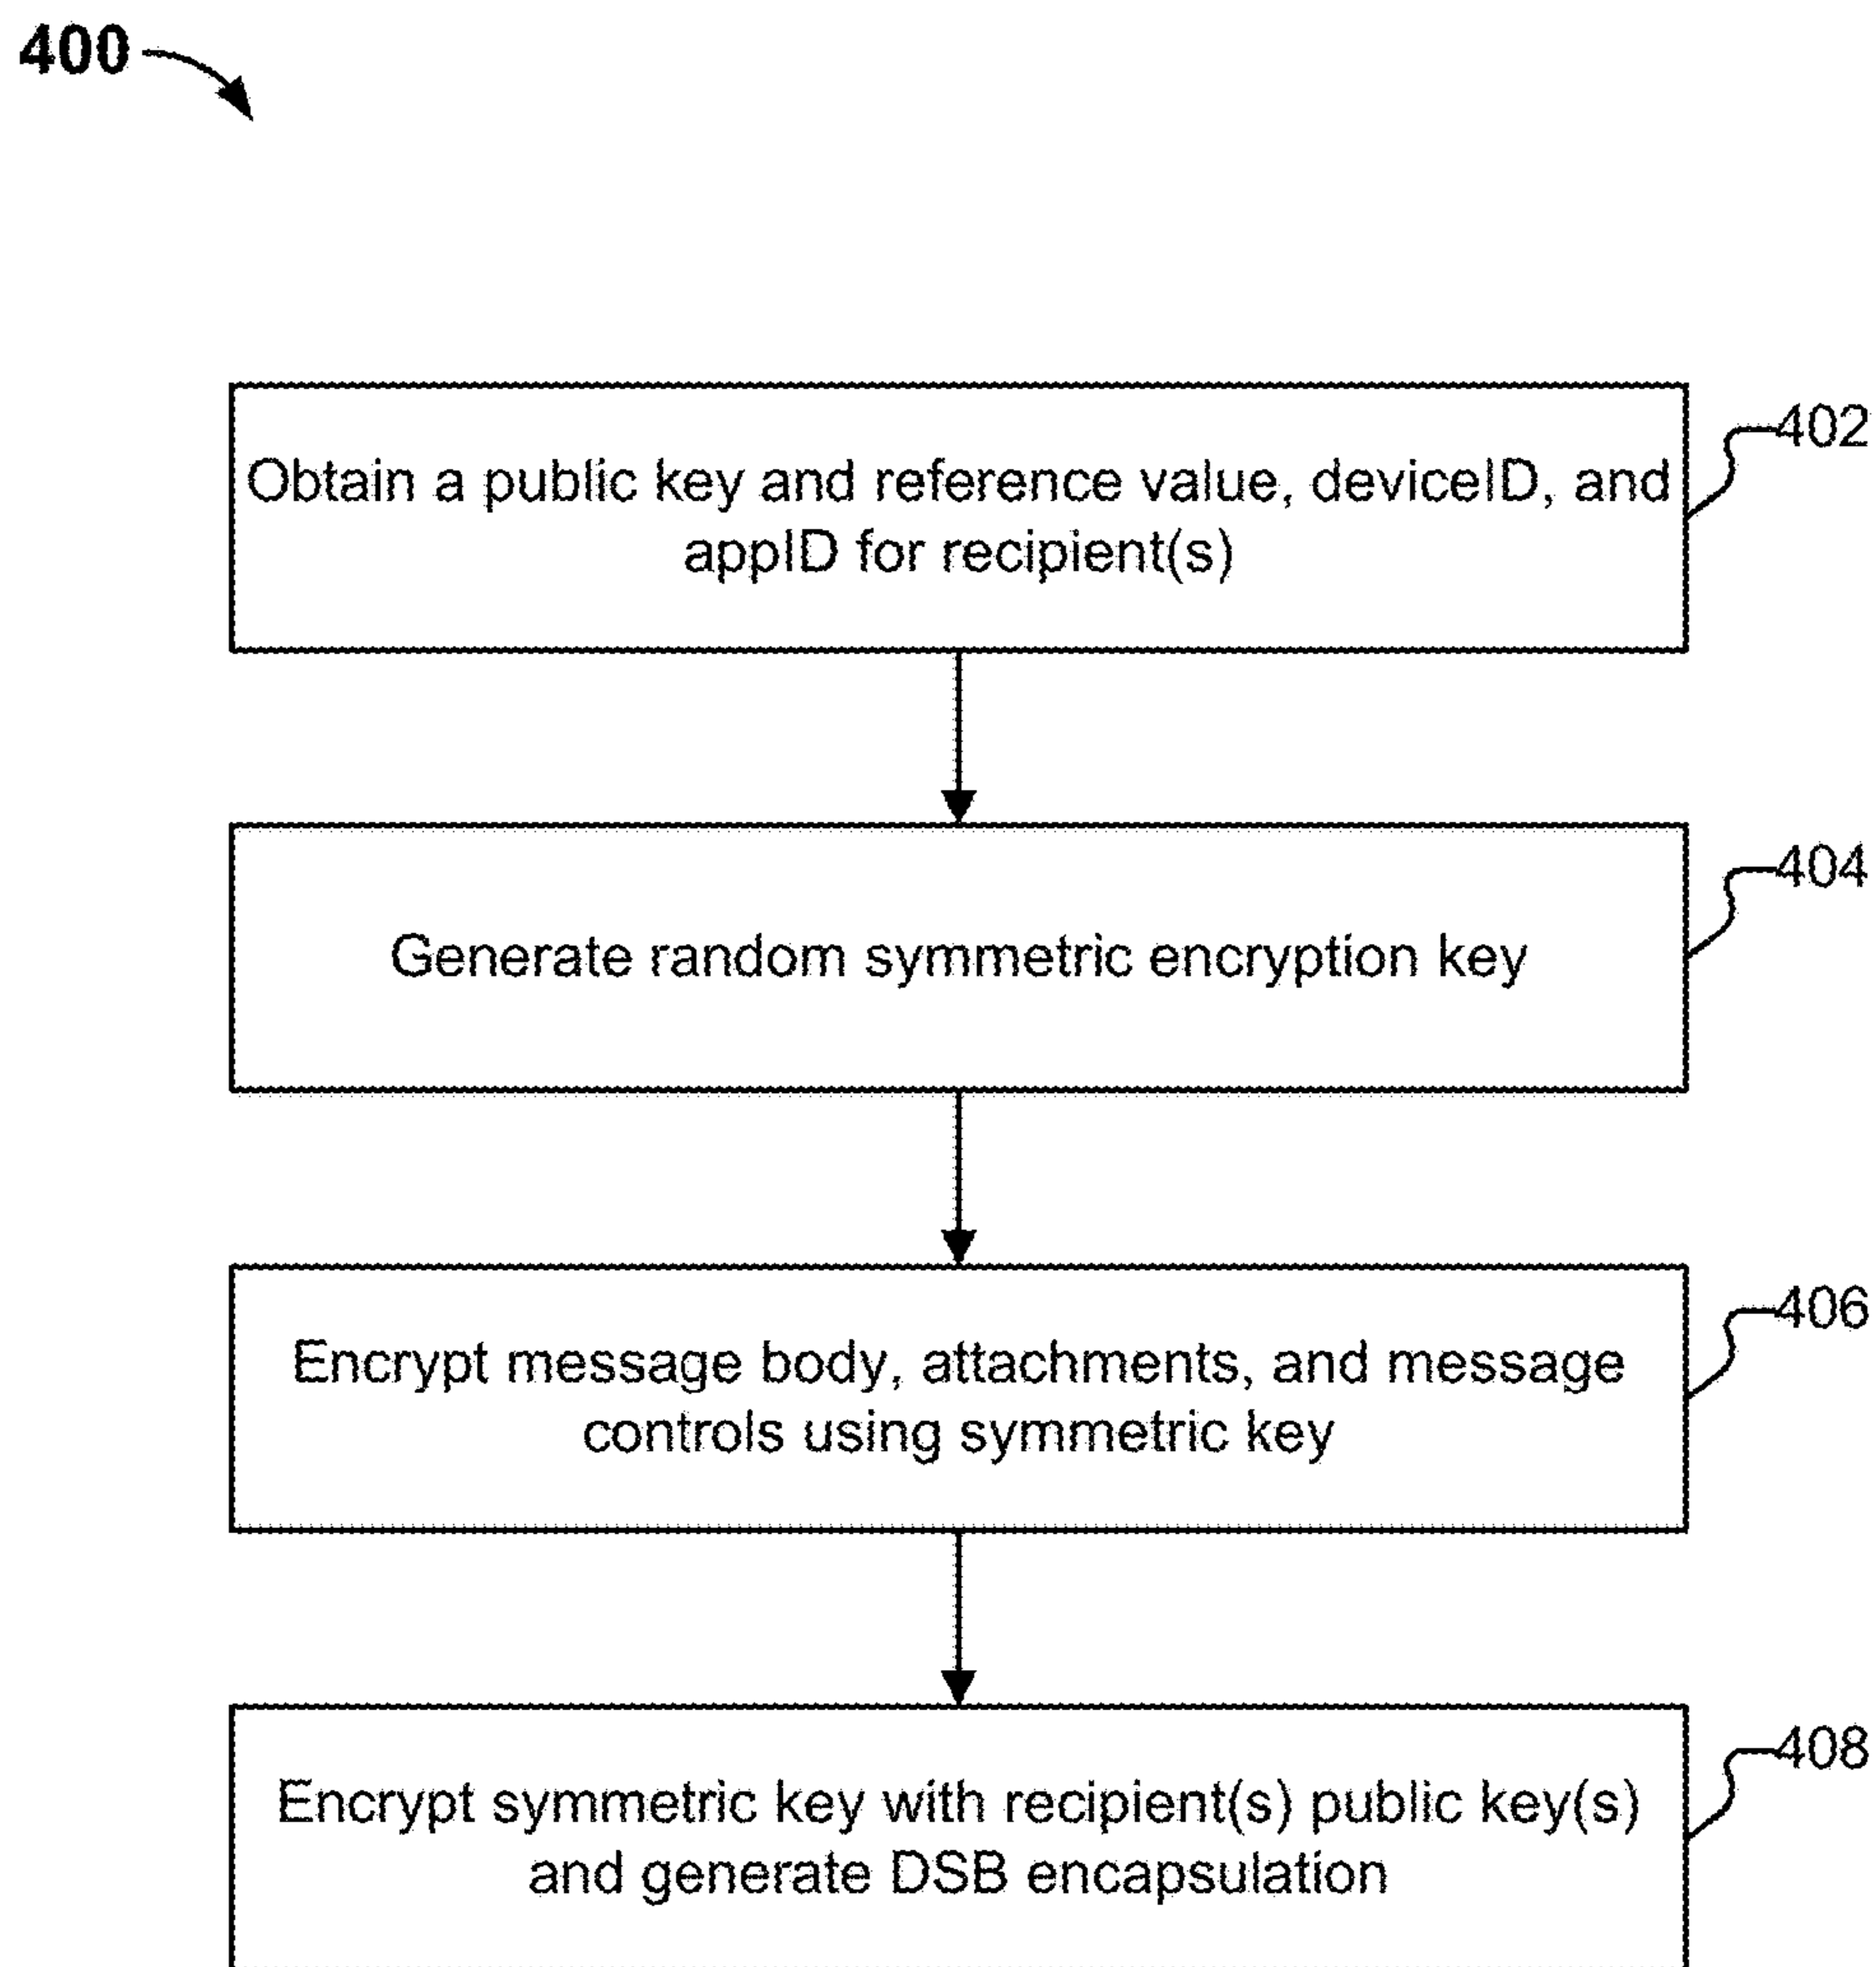 400
Obtain a public key and reference value, deviceID, and
appID for recipient(s)
402
Generate random symmetric encryption key
404
Encrypt message body, attachments, and message
controls using symmetric key
406
Encrypt symmetric key with recipient(s) public key(s)
and generate DSB encapsulation
408